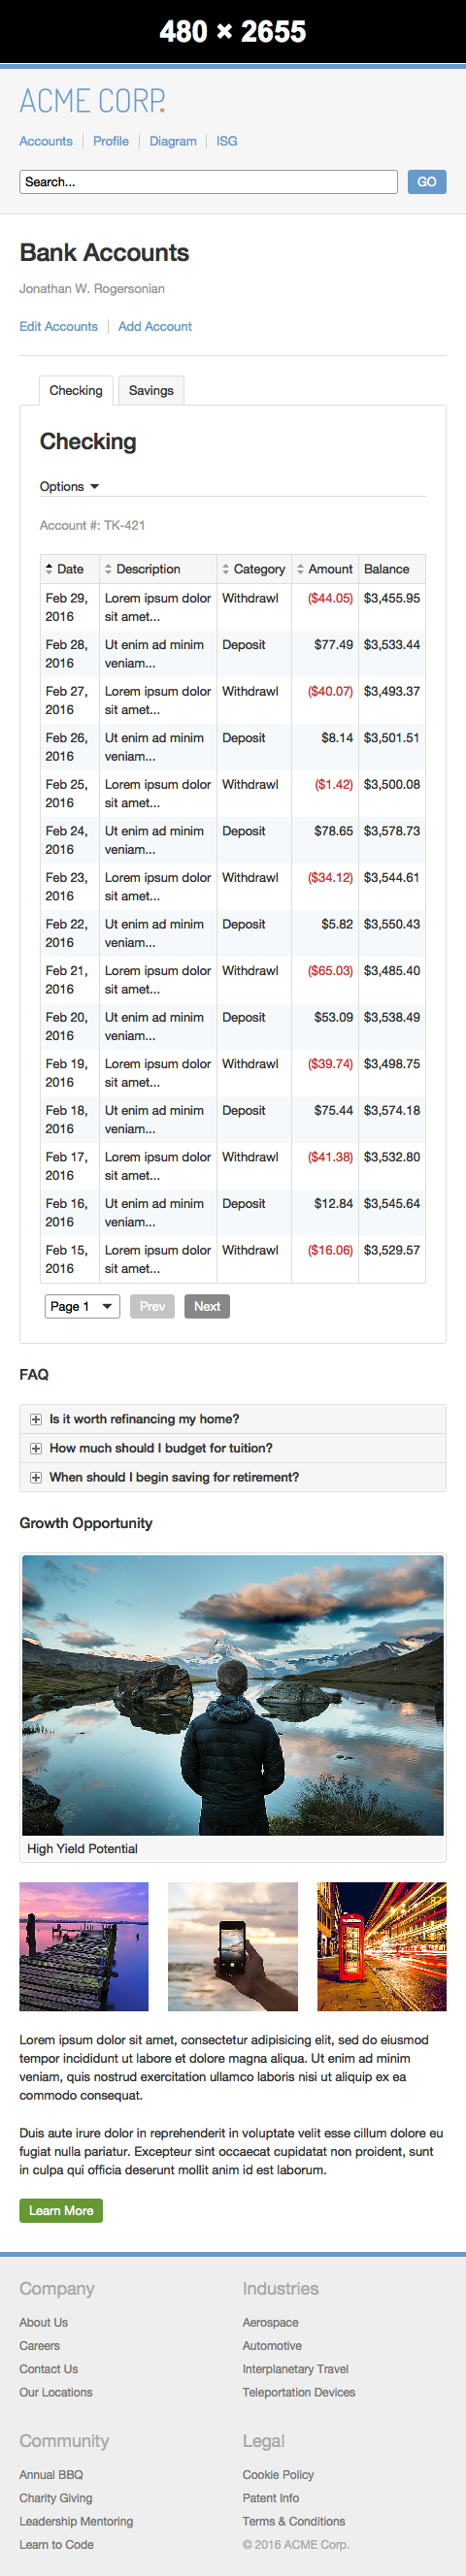 480 × 2655
ACME CORP.
Accounts Profile Diagram ISG
Search... GO
Bank Accounts
Jonathan W. Rogersonian
Edit Accounts Add Account
Checking Savings
Checking
Options
Account #: TK-421
Date Description Category Amount Balance
Feb 29, Lorem ipsum dolor Withdrawl ($44.05) $3,455.95
2016 sit amet...
Feb 28, Ut enim ad minim Deposit $77.49 $3,533.44
2016 veniam...
Feb 27, Lorem ipsum dolor Withdrawl ($40.07) $3,493.37
2016 sit amet...
Feb 26, Ut enim ad minim Deposit $8.14 $3,501.51
2016 veniam...
Feb 25, Lorem ipsum dolor Withdrawl ($1.42) $3,500.08
2016 sit amet...
Feb 24, Ut enim ad minim Deposit $78.65 $3,578.73
2016 veniam...
Feb 23, Lorem ipsum dolor Withdrawl ($34.12) $3,544.61
2016 sit amet...
Feb 22, Ut enim ad minim Deposit $5.82 $3,550.43
2016 veniam...
Feb 21, Lorem ipsum dolor Withdrawl ($65.03) $3,485.40
2016 sit amet...
Feb 20, Ut enim ad minim Deposit $53.09 $3,538.49
2016 veniam...
Feb 19, Lorem ipsum dolor Withdrawl ($39.74) $3,498.75
2016 sit amet...
Feb 18, Ut enim ad minim Deposit $75.44 $3,574.18
2016 veniam...
Feb 17, Lorem ipsum dolor Withdrawl ($41.38) $3,532.80
2016 sit amet...
Feb 16, Ut enim ad minim Deposit $12.84 $3,545.64
2016 veniam...
Feb 15, Lorem ipsum dolor Withdrawl ($16.06) $3,529.57
2016 sit amet...
Page 1 Prev Next
FAQ
Is it worth refinancing my home?
How much should I budget for tuition?
When should I begin saving for retirement?
Growth Opportunity
High Yield Potential
Lorem ipsum dolor sit amet, consectetur adipisicing elit, sed do eiusmod
tempor incididunt ut labore et dolore magna aliqua. Ut enim ad minim
veniam, quis nostrud exercitation ullamco laboris nisi ut aliquip ex ea
commodo consequat.
Duis aute irure dolor in reprehenderit in voluptate velit esse cillum dolore eu
fugiat nulla pariatur. Excepteur sint occaecat cupidatat non proident, sunt
in culpa qui officia deserunt mollit anim id est laborum.
Learn More
Company
About Us
Careers
Contact Us
Our Locations
Industries
Aerospace
Automotive
Interplanetary Travel
Teleportation Devices
Community
Annual BBQ
Charity Giving
Leadership Mentoring
Learn to Code
Legal
Cookie Policy
Patent Info
Terms & Conditions
© 2016 ACME Corp.